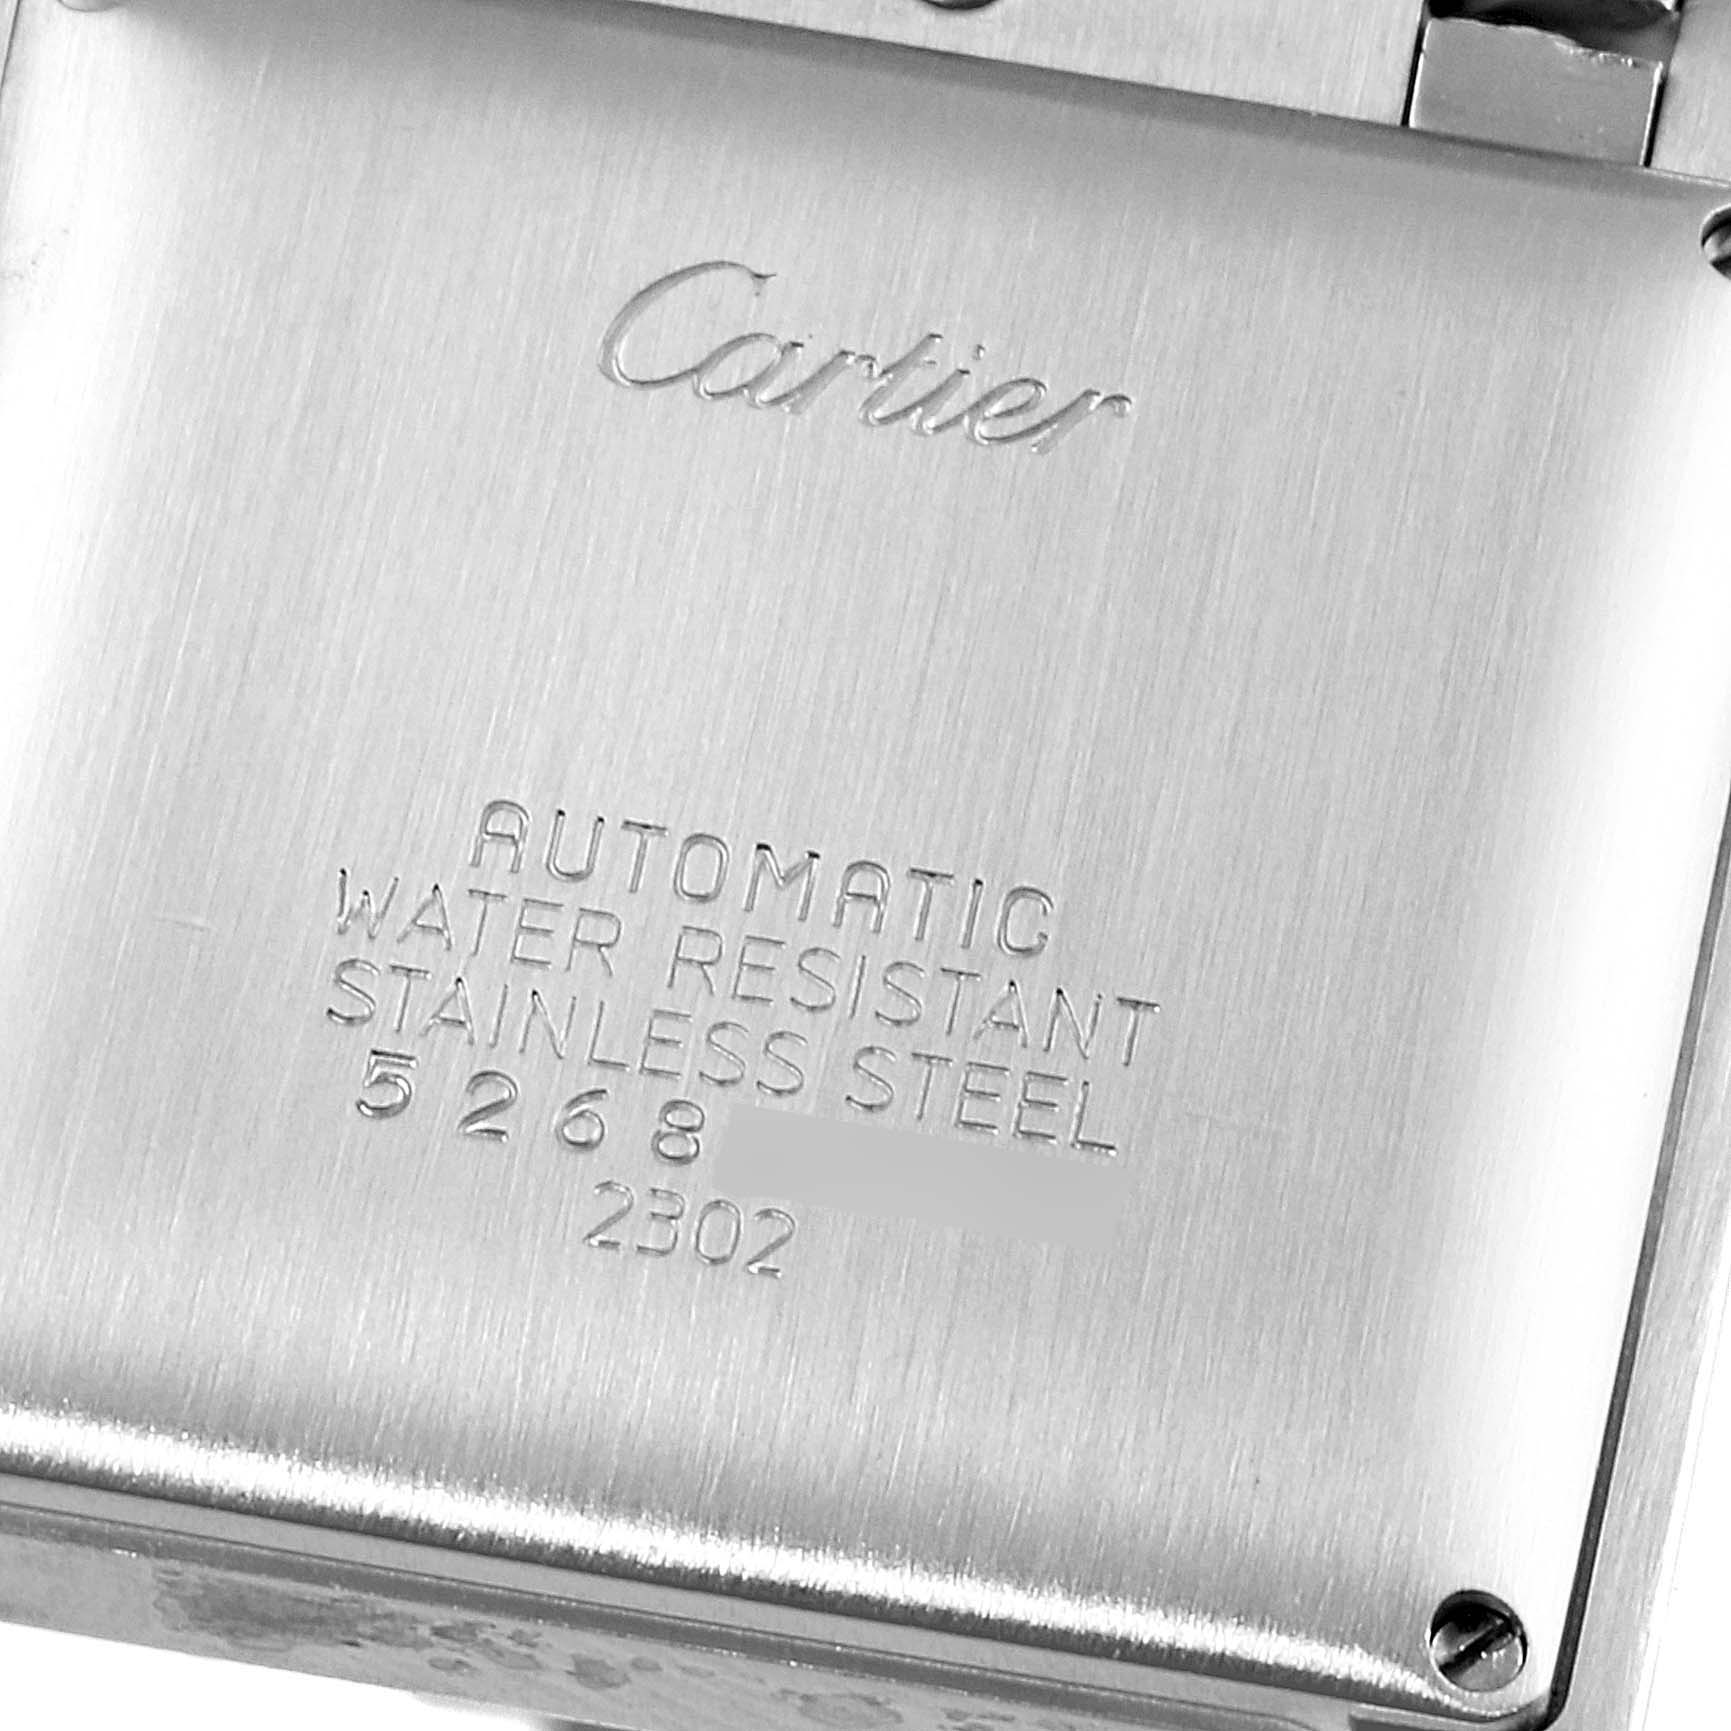 Cartier
AUTOMATIC
WATER RESISTANT
STAINLESS STEEL
5268
2302